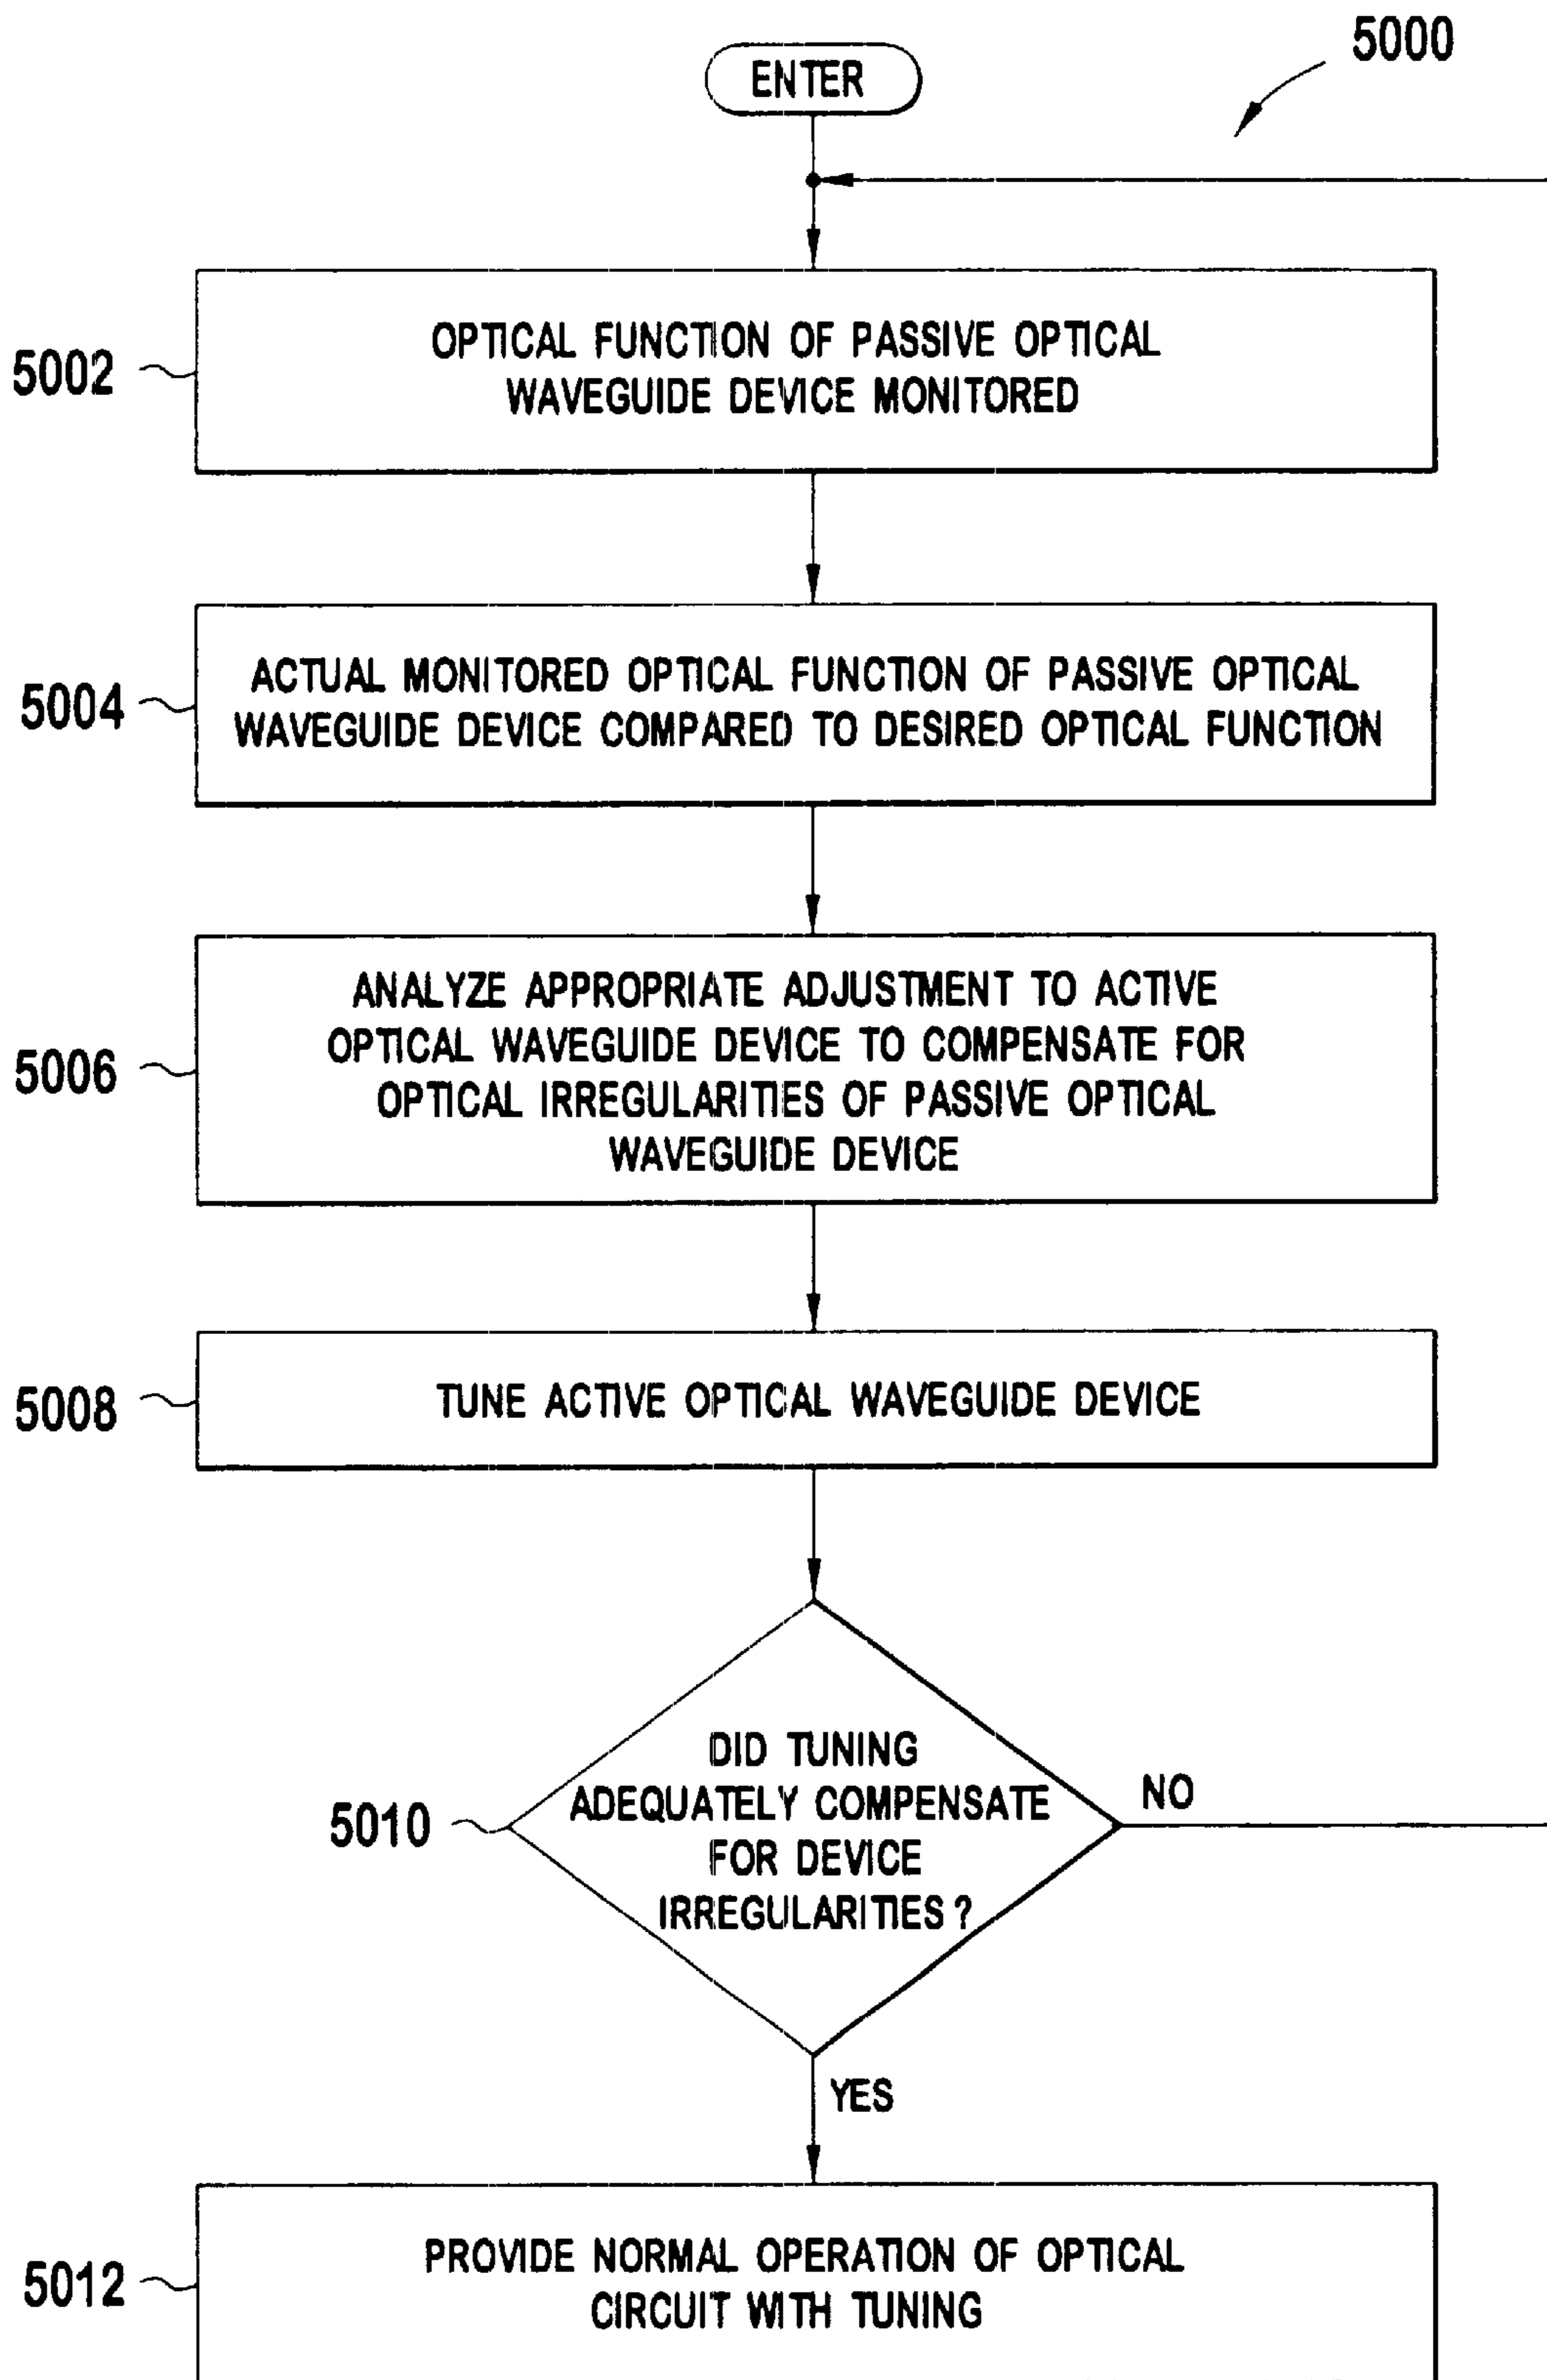 5000
ENTER
5002
OPTICAL FUNCTION OF PASSIVE OPTICAL
WAVEGUIDE DEVICE MONITORED
5004
ACTUAL MONITORED OPTICAL FUNCTION OF PASSIVE OPTICAL
WAVEGUIDE DEVICE COMPARED TO DESIRED OPTICAL FUNCTION
5006
ANALYZE APPROPRIATE ADJUSTMENT TO ACTIVE
OPTICAL WAVEGUIDE DEVICE TO COMPENSATE FOR
OPTICAL IRREGULARITIES OF PASSIVE OPTICAL
WAVEGUIDE DEVICE
5008
TUNE ACTIVE OPTICAL WAVEGUIDE DEVICE
5010
DID TUNING
ADEQUATELY COMPENSATE
FOR DEVICE
IRREGULARITIES?
NO
YES
5012
PROVIDE NORMAL OPERATION OF OPTICAL
CIRCUIT WITH TUNING